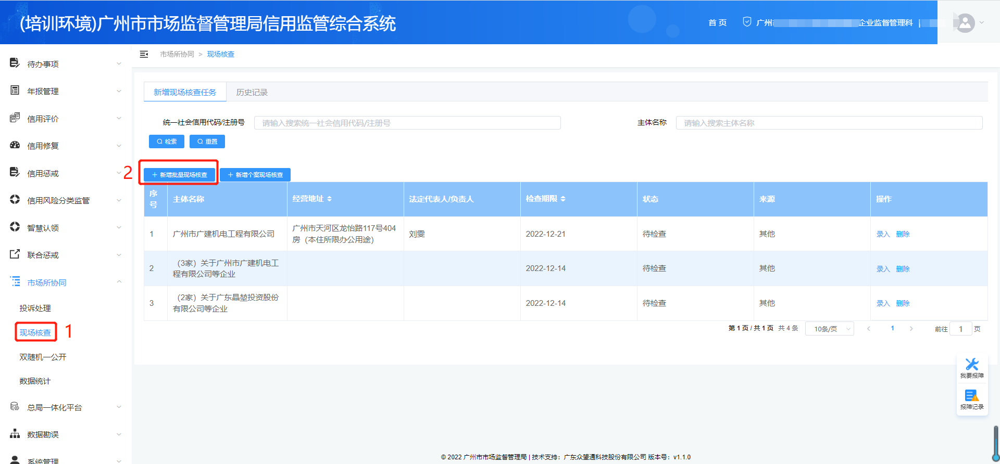 (培训环境)广州市市场监督管理局信用监管综合系统
首 页
广州
企业监督管理科 |
待办事项
年报管理
信用评价
信用修复
信用惩戒
信用风险分类监管
智慧认领
联合惩戒
市场所协同
投诉处理
现场核查
1
双随机一公开
数据统计
总局一体化平台
数据勘误
系统管理
市场所协同 > 现场核查
新增现场核查任务
历史记录
统一社会信用代码/注册号
请输入搜索统一社会信用代码/注册号
主体名称
请输入搜索主体名称
检索
重置
2
+ 新增批量现场核查
+ 新增个案现场核查
序号
主体名称
经营地址
法定代表人/负责人
检查期限
状态
来源
操作
1
广州市广建机电工程有限公司
广州市天河区龙怡路117号404
房（本住所限办公用途）
刘雯
2022-12-21
待检查
其他
录入 删除
2
（3家）关于广州市广建机电工
程有限公司等企业
2022-12-14
待检查
其他
录入 删除
3
（2家）关于广东晶堃投资股份
有限公司等企业
2022-12-14
待检查
其他
录入 删除
第 1 页 / 共 1 页 共 4 条
10条/页
< 1 >
前往 1 页
我要报障
报障记录
© 2022 广州市市场监督管理局 | 技术支持：广东众望通科技股份有限公司 版本号：v1.1.0